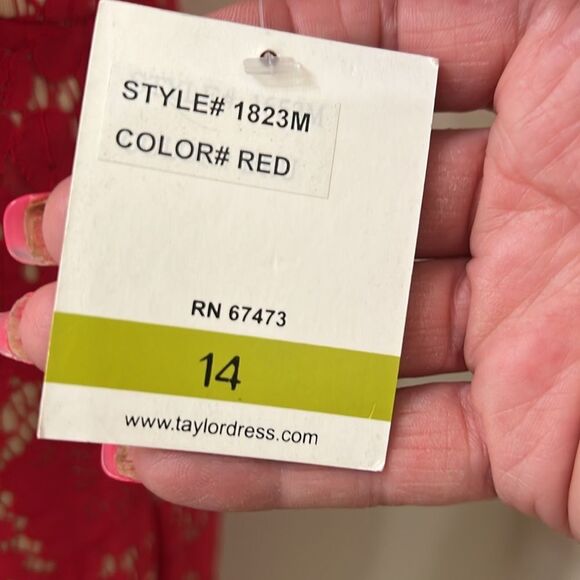 STYLE# 1823M
COLOR# RED
RN 67473
14
www.taylordress.com